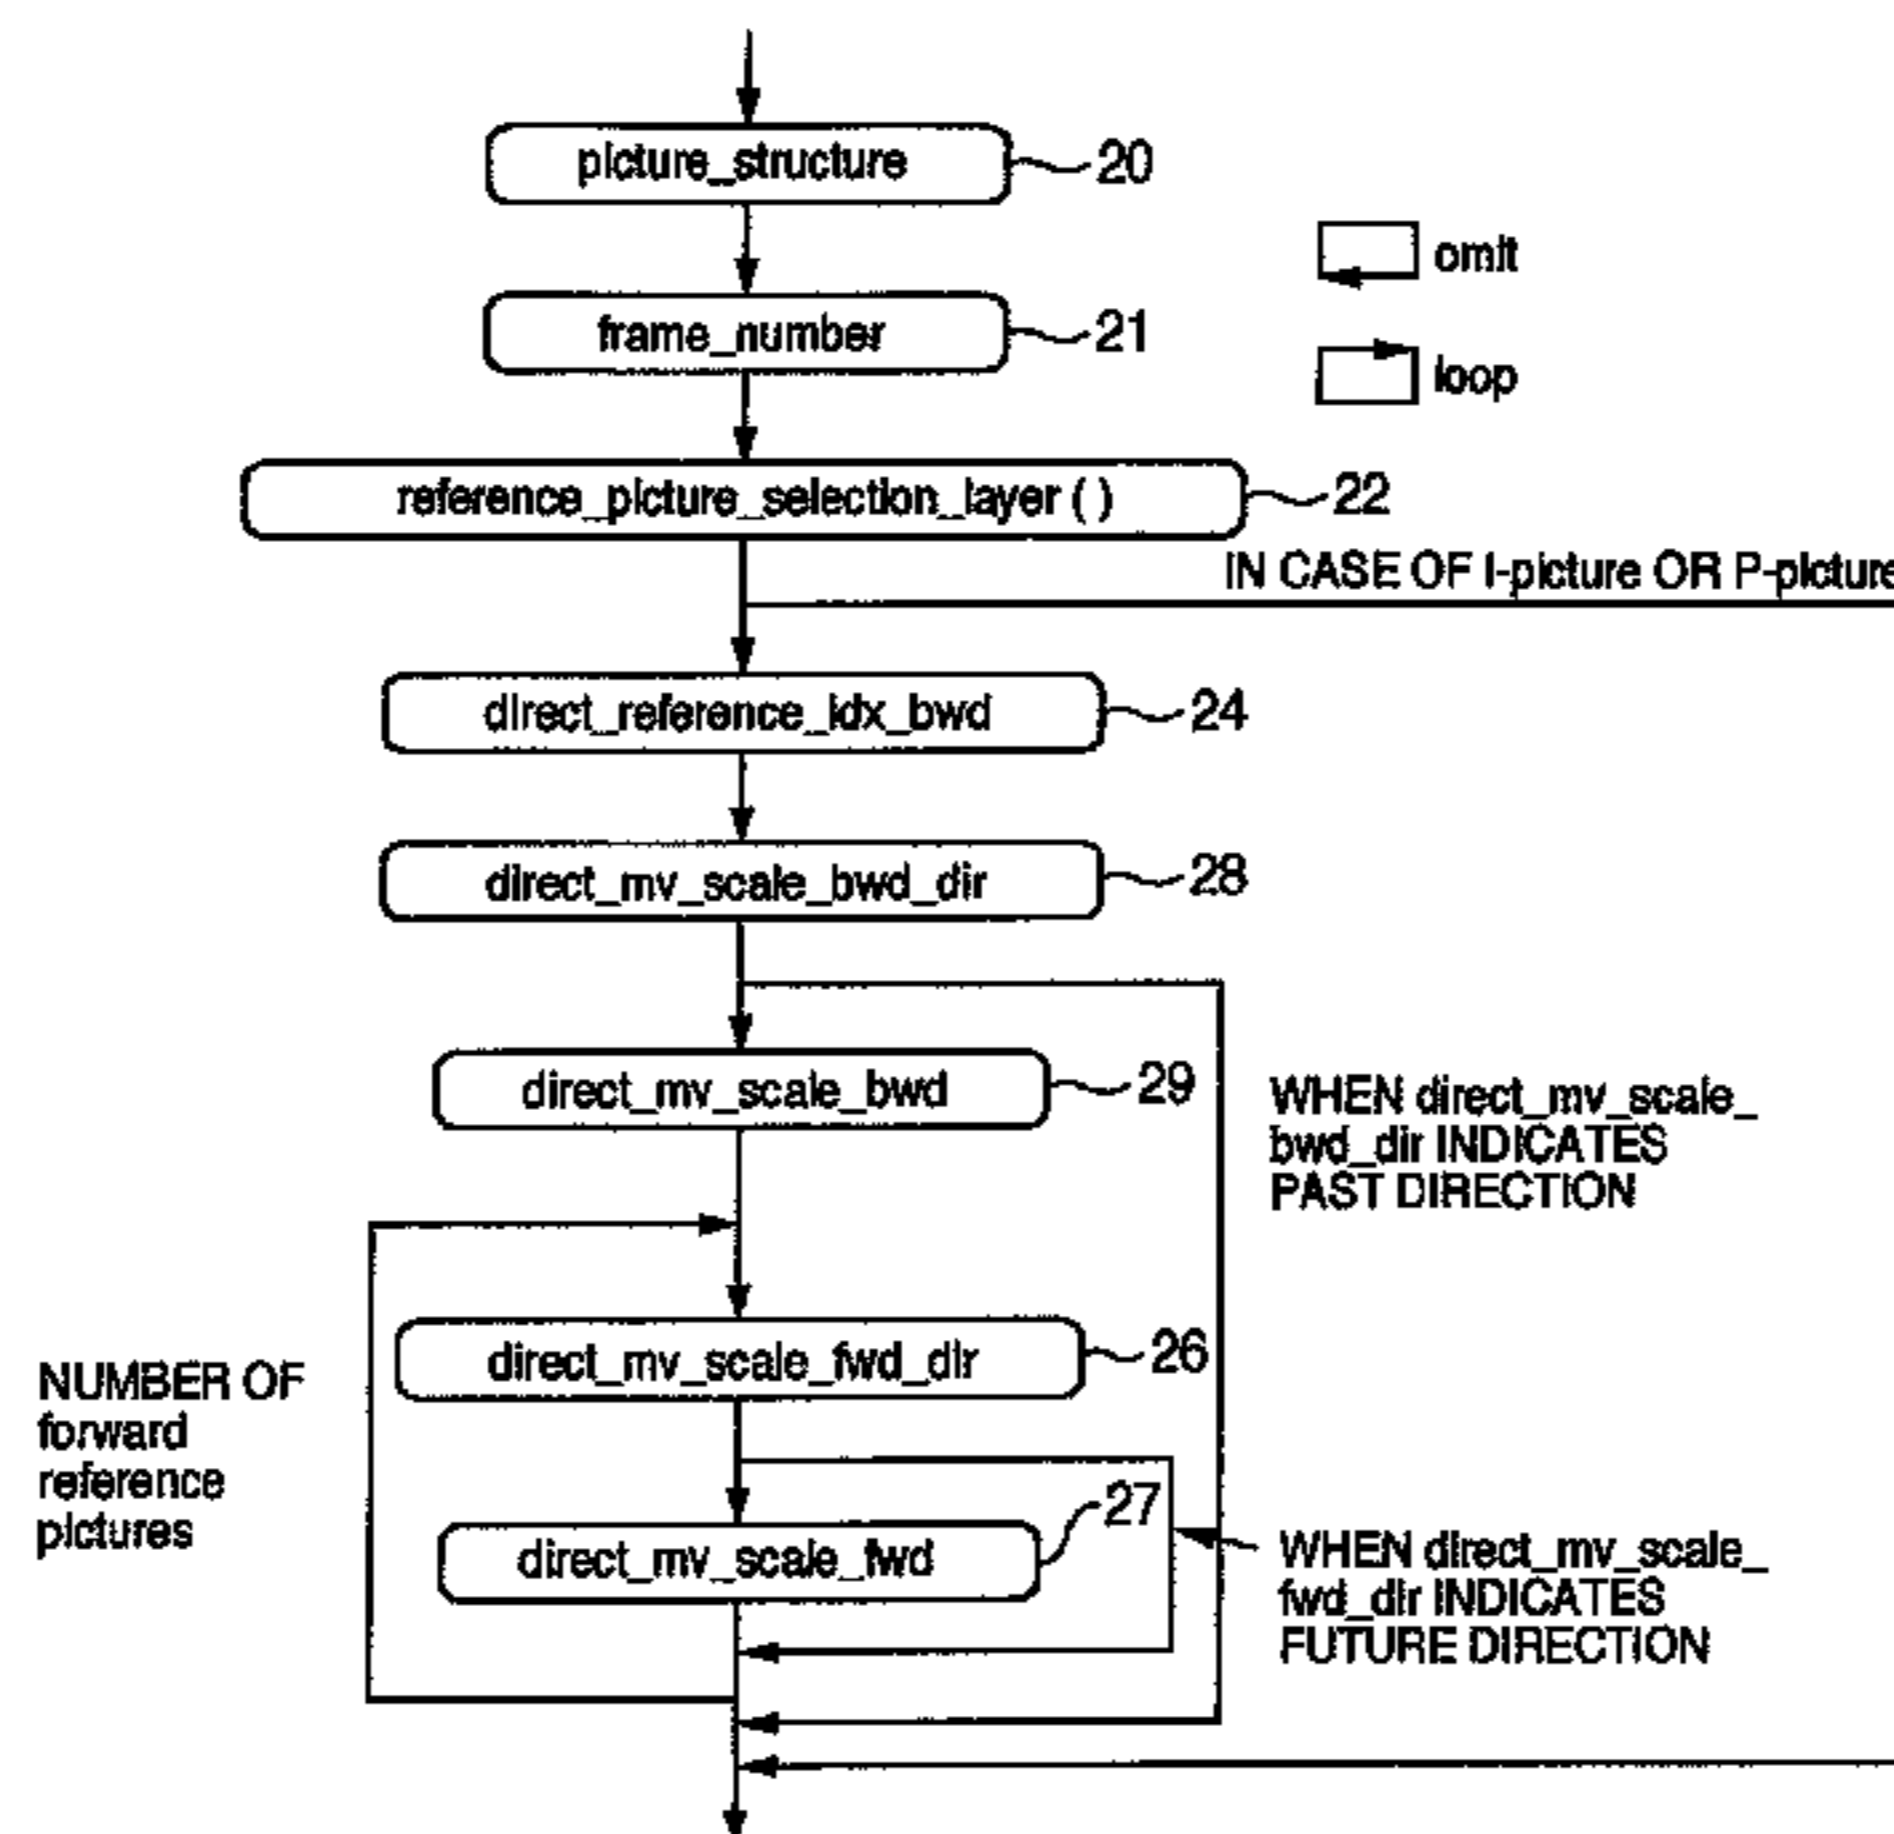 picture_structure
20
omit
frame_number
21
loop
reference_picture_selection_layer ( )
22
IN CASE OF I-picture OR P-picture
direct_reference_idx_bwd
24
direct_mv_scale_bwd_dir
28
direct_mv_scale_bwd
29
WHEN direct_mv_scale_
bwd_dir INDICATES
PAST DIRECTION
direct_mv_scale_fwd_dir
26
NUMBER OF
forward
reference
pictures
27
direct_mv_scale_fwd
WHEN direct_mv_scale_
fwd_dir INDICATES
FUTURE DIRECTION